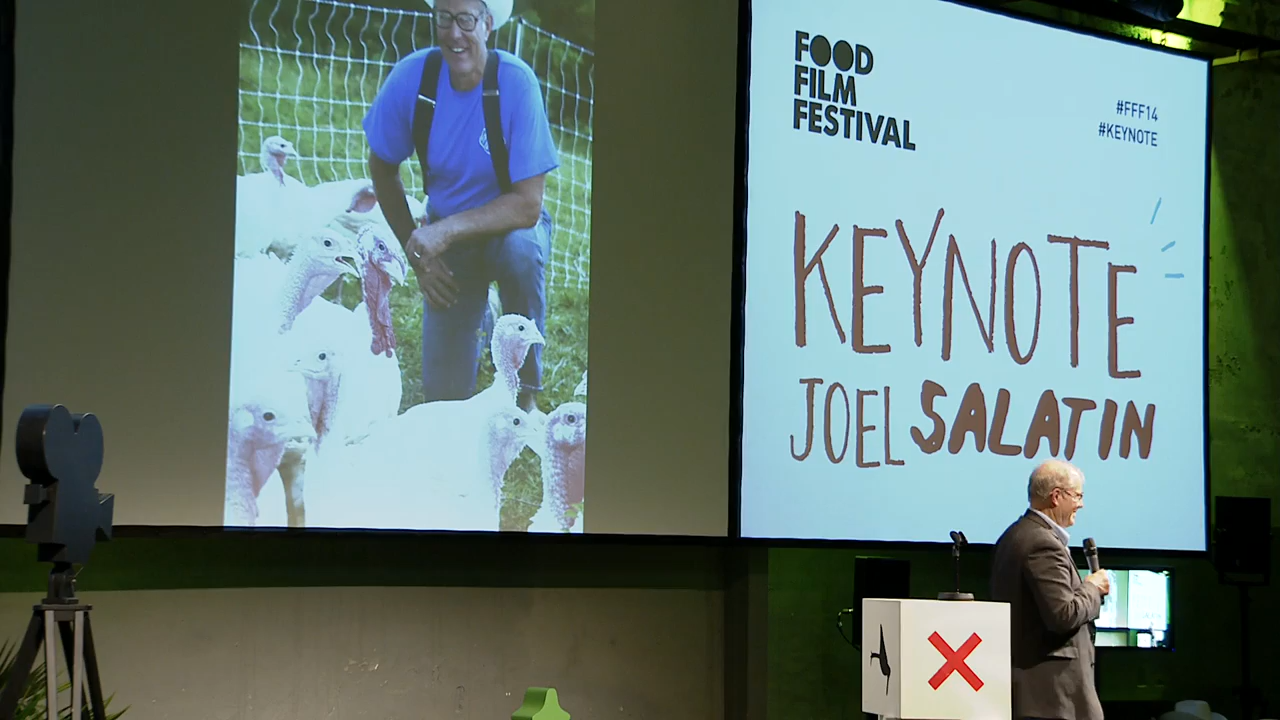 FOOD
FILM
FESTIVAL
#FFF14
#KEYNOTE
KEYNOTE
JOEL SALATIN